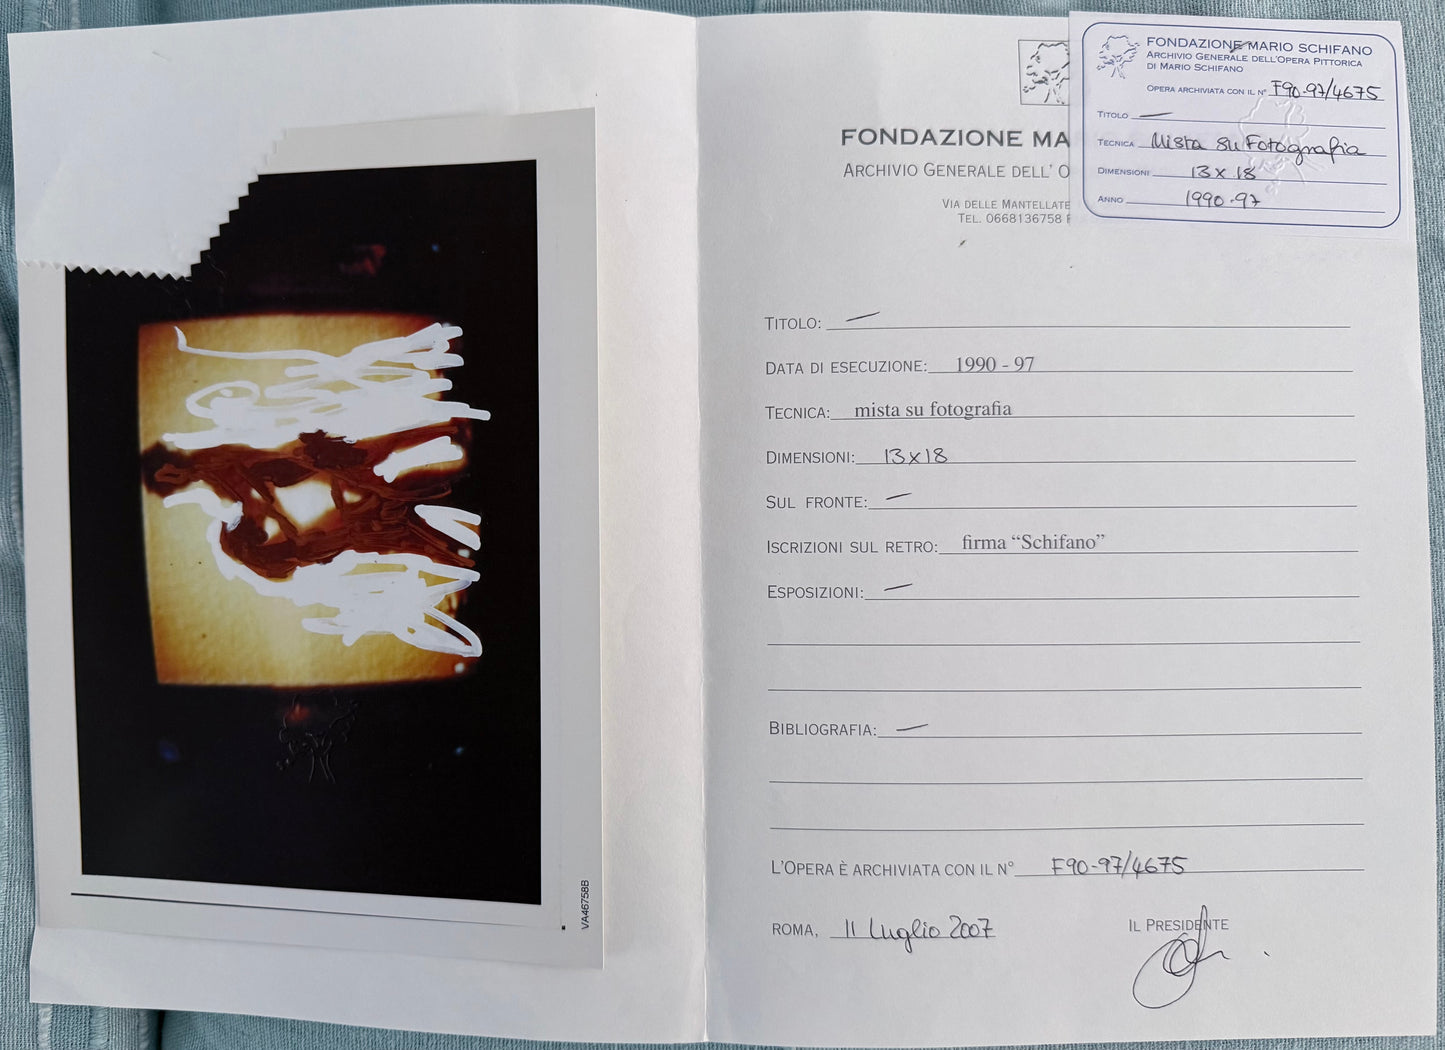 FONDAZIONE MARIO SCHIFANO
ARCHIVIO GENERALE DELL'OPERA PITTORICA
DI MARIO SCHIFANO
OPERA ARCHIVIATA CON IL N° F90-97/4675
TITOLO —
TECNICA Mista su Fotografia
DIMENSIONI 13 x 18
ANNO 1990-97
FONDAZIONE MA
ARCHIVIO GENERALE DELL' O
VIA DELLE MANTELLATE
TEL. 0668136758
TITOLO: —
DATA DI ESECUZIONE: 1990 - 97
TECNICA: mista su fotografia
DIMENSIONI: 13x18
SUL FRONTE: —
ISCRIZIONI SUL RETRO: firma “Schifano”
ESPOSIZIONI: —
BIBLIOGRAFIA: —
L'OPERA È ARCHIVIATA CON IL N° F90-97/4675
ROMA, 11 Luglio 2007
IL PRESIDENTE
VA46758B